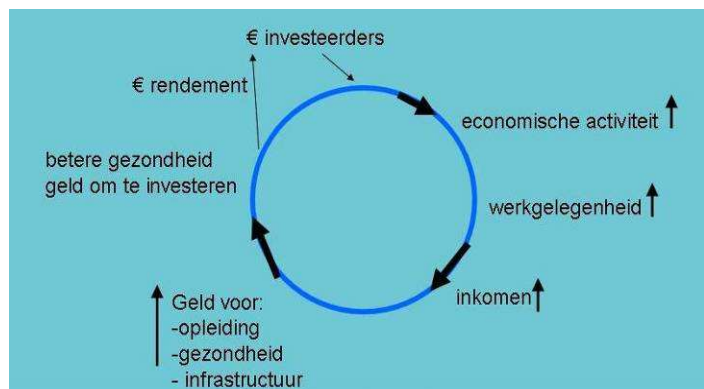 € investeerders
€ rendement
economische activiteit
betere gezondheid
geld om te investeren
werkgelegenheid
inkomen
Geld voor:
-opleiding
-gezondheid
- infrastructuur